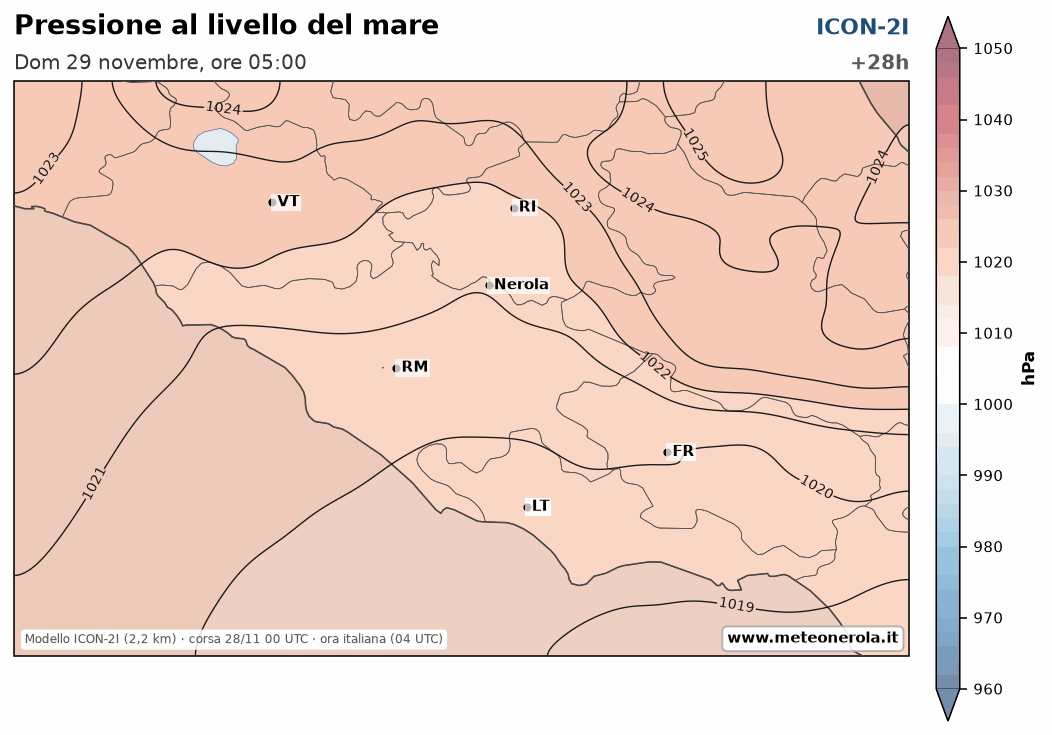 Pressione al livello del mare
ICON-2I
Dom 29 novembre, ore 05:00
+28h
1024
1023
1025
1024
1023
1024
VT
RI
Nerola
1022
RM
FR
1021
1020
LT
1019
Modello ICON-2I (2,2 km) · corsa 28/11 00 UTC · ora italiana (04 UTC)
www.meteonerola.it
1050
1040
1030
1020
1010
1000
990
980
970
960
hPa